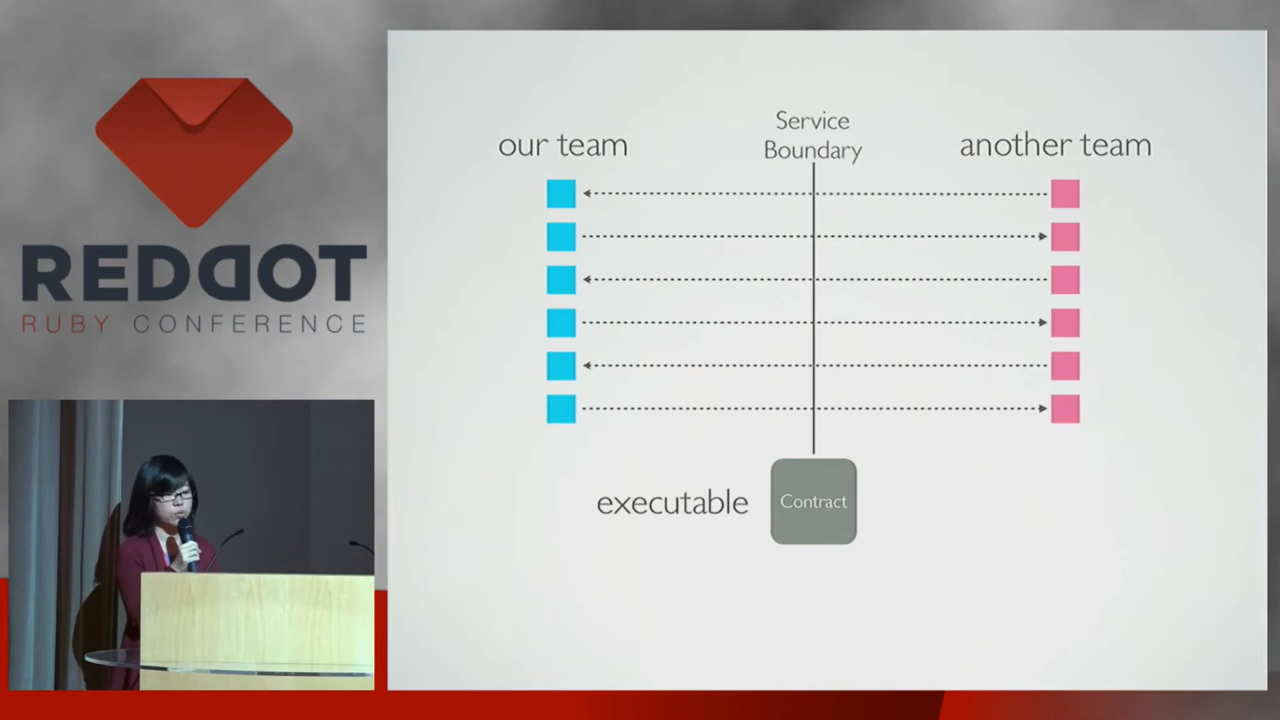 REDDOT
RUBY CONFERENCE
our team
Service
Boundary
another team
executable
Contract